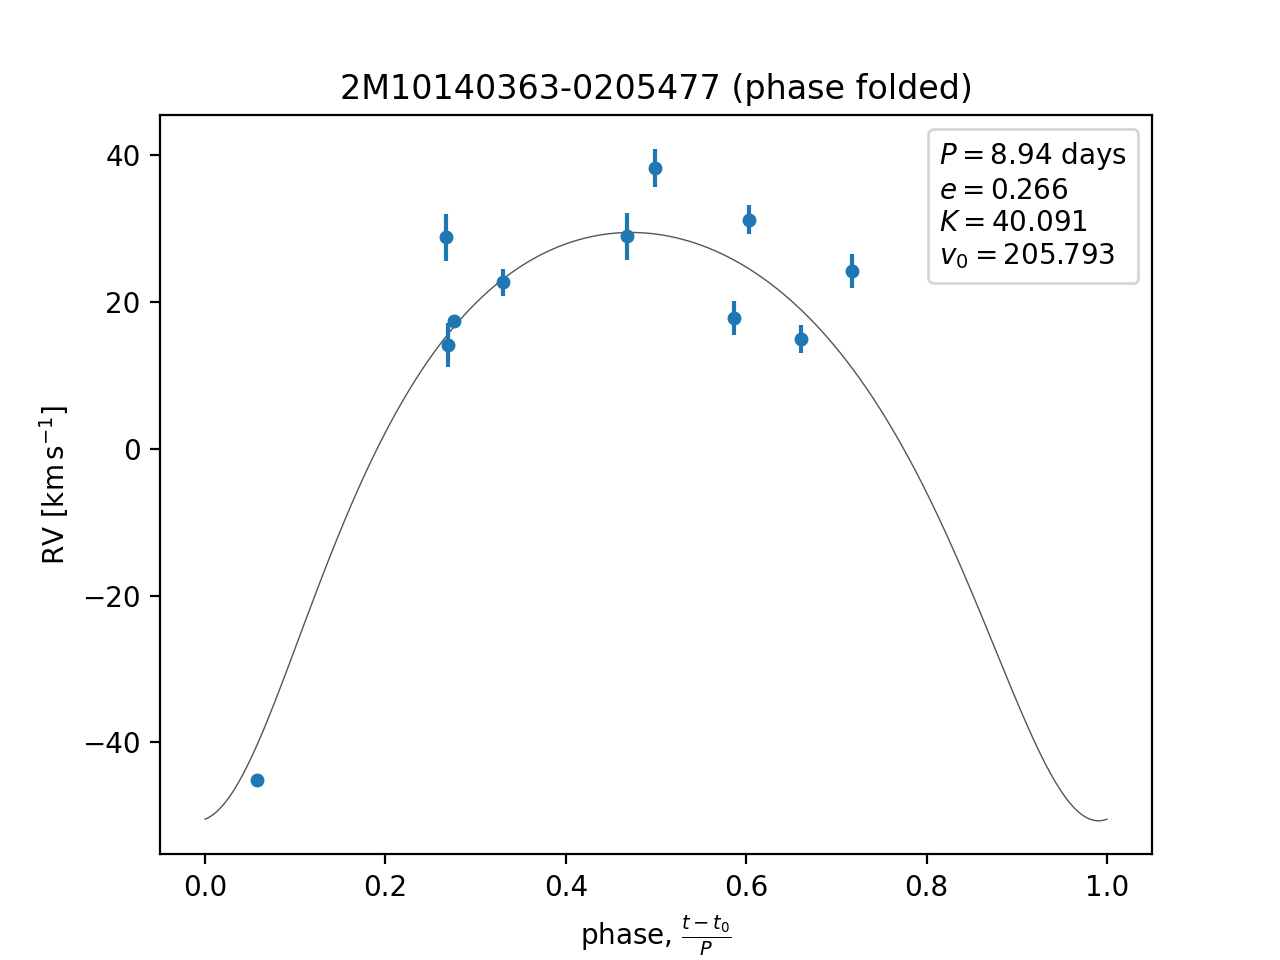 2M10140363-0205477 (phase folded)
P = 8.94 days
e = 0.266
K = 40.091
v₀ = 205.793
40
20
0
−20
−40
RV [km s⁻¹]
0.0 0.2 0.4 0.6 0.8 1.0
phase, (t − t₀)/P